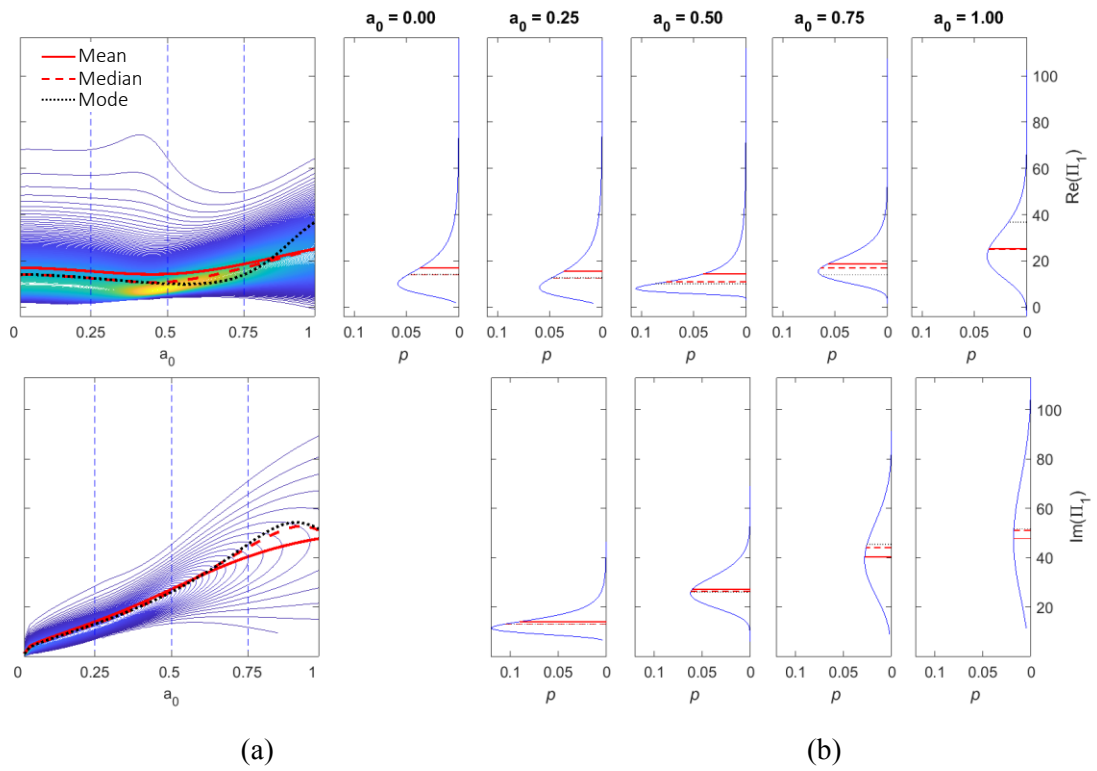 a₀ = 0.00 a₀ = 0.25 a₀ = 0.50 a₀ = 0.75 a₀ = 1.00
Mean
Median
Mode
100
80
60
40
20
0
Re(Π₁)
0 0.25 0.50 0.75 1
a₀
0.1 0.05 0
p
0.1 0.05 0
p
0.1 0.05 0
p
0.1 0.05 0
p
0.1 0.05 0
p
100
80
60
40
20
Im(Π₁)
0 0.25 0.5 0.75 1
a₀
0.1 0.05 0
p
0.1 0.05 0
p
0.1 0.05 0
p
0.1 0.05 0
p
(a) (b)